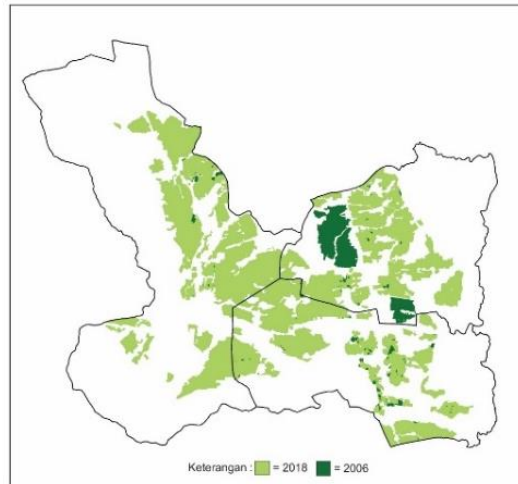 Keterangan : = 2018 = 2006